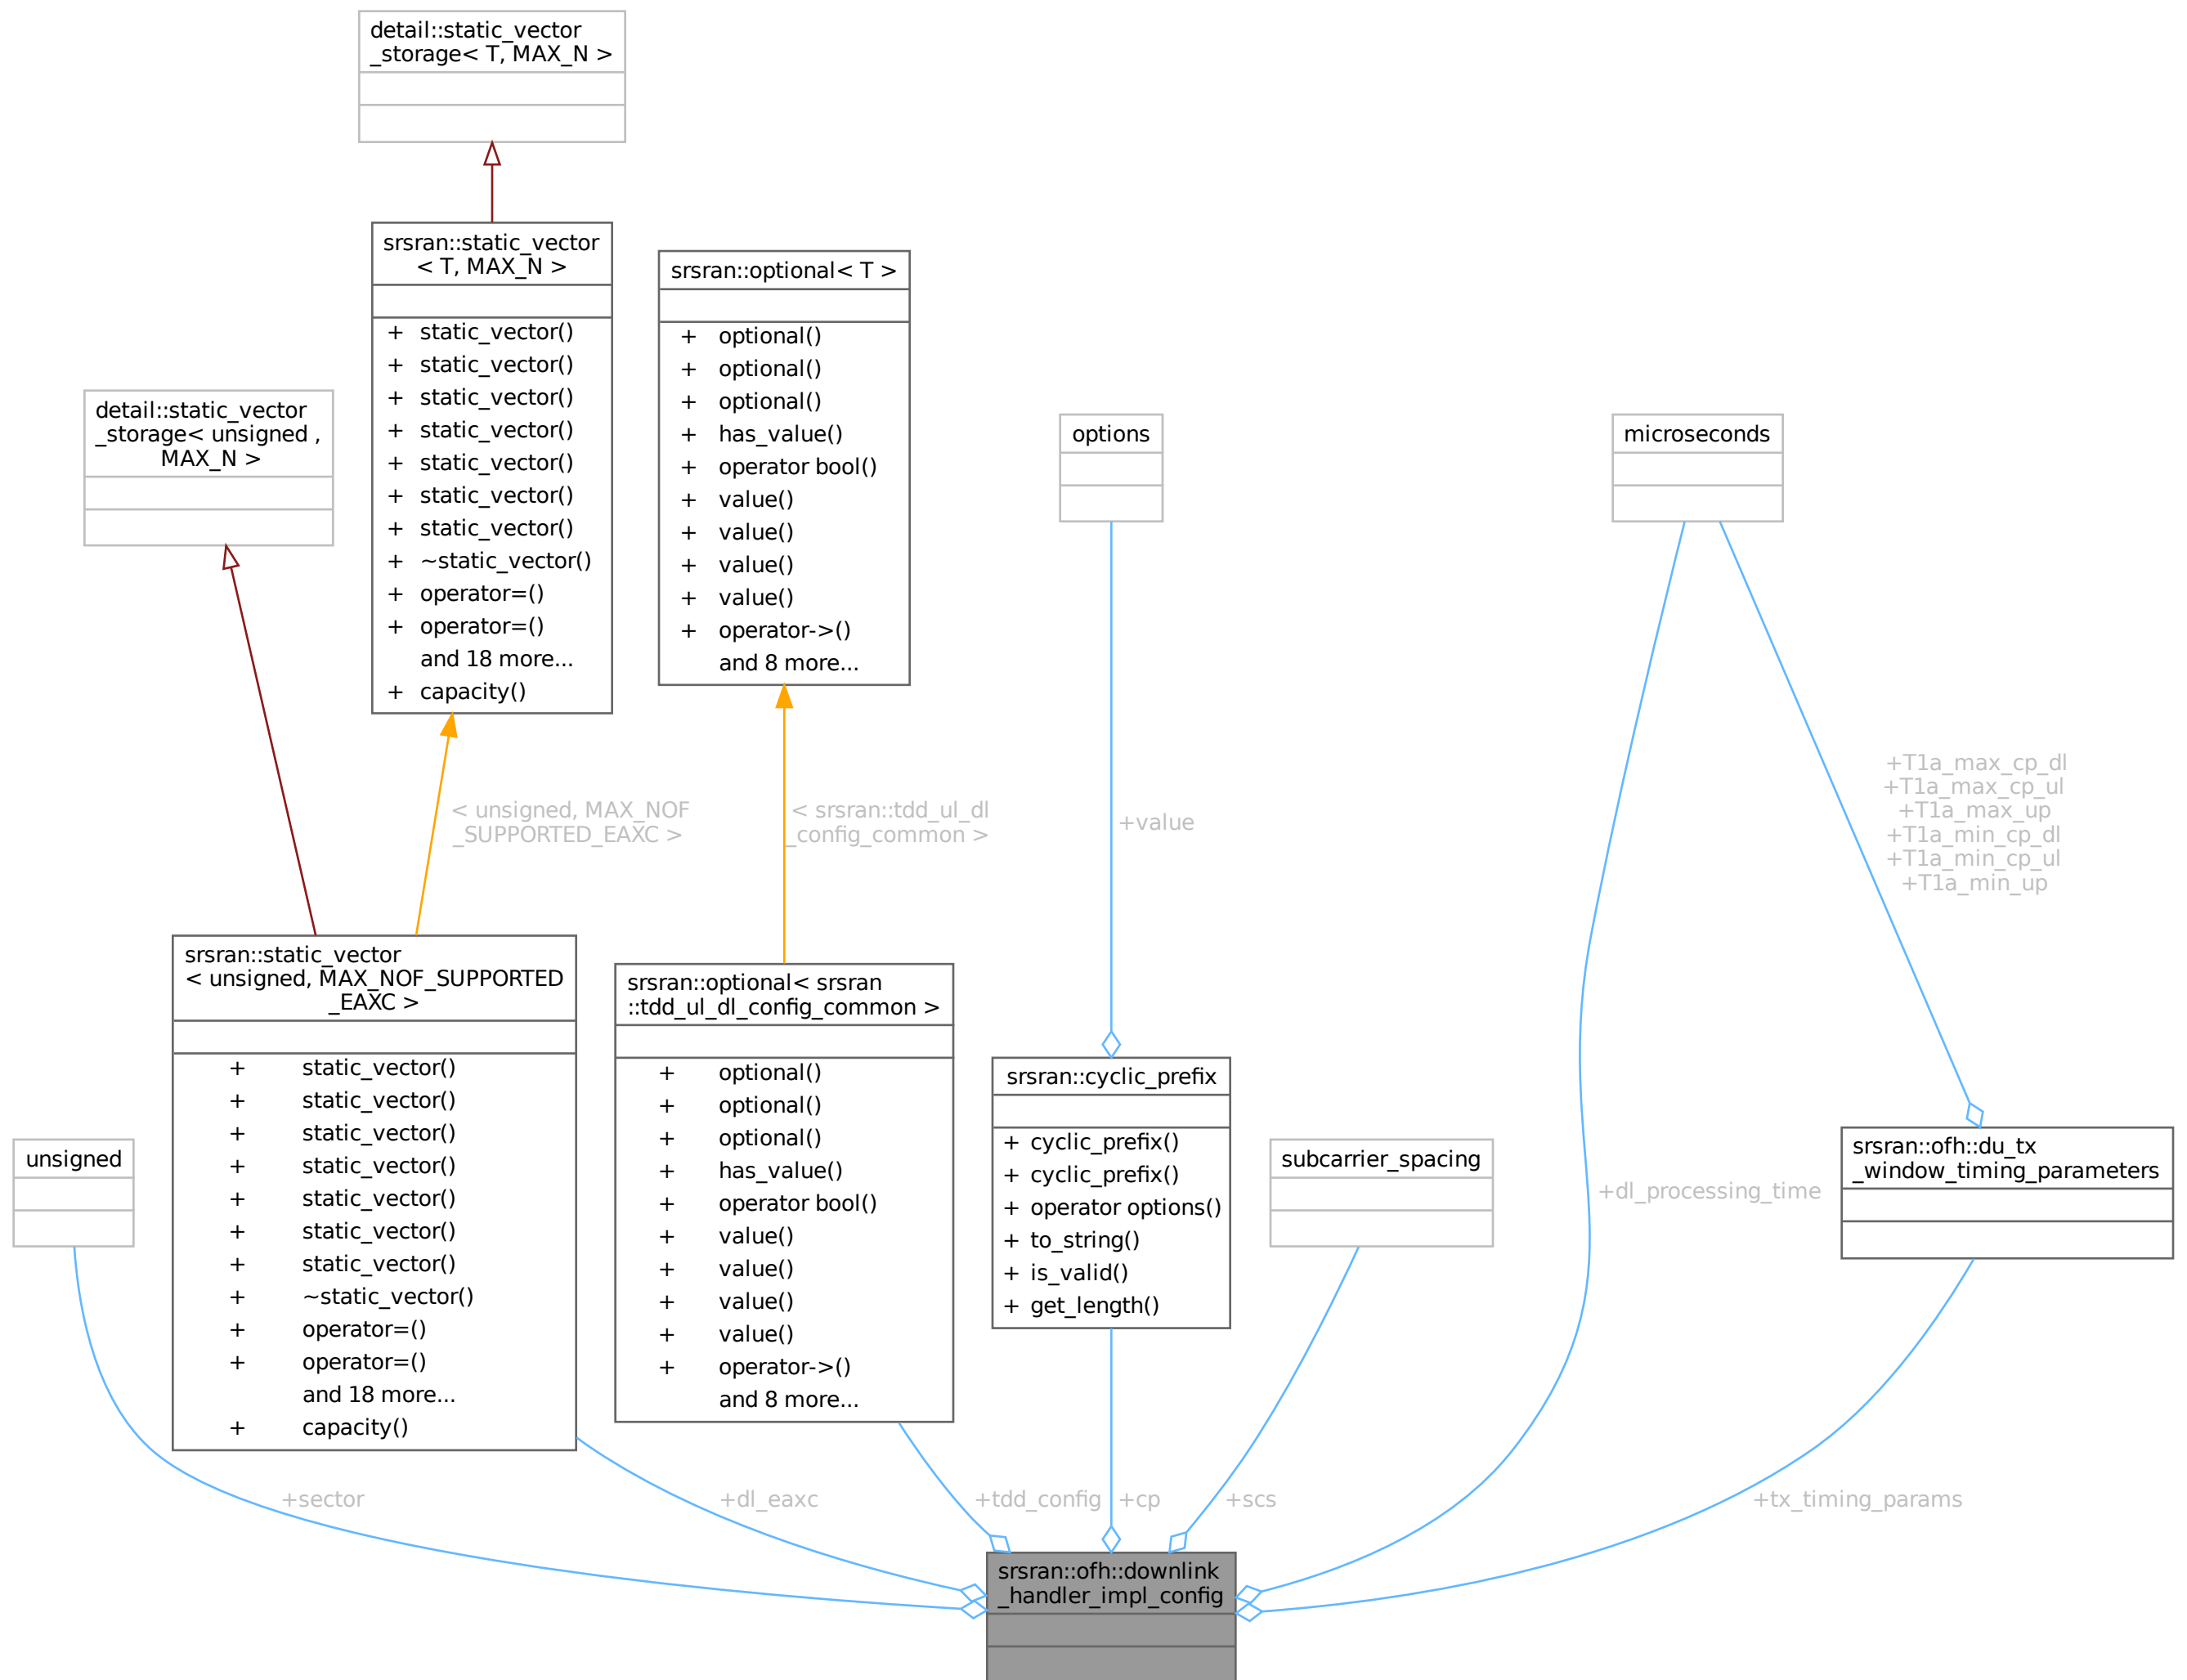 detail::static_vector
_storage< T, MAX_N >
srsran::static_vector
< T, MAX_N >
+ static_vector()
+ static_vector()
+ static_vector()
+ static_vector()
+ static_vector()
+ static_vector()
+ static_vector()
+ ~static_vector()
+ operator=()
+ operator=()
and 18 more...
+ capacity()
srsran::optional< T >
+ optional()
+ optional()
+ optional()
+ has_value()
+ operator bool()
+ value()
+ value()
+ value()
+ value()
+ operator->()
and 8 more...
detail::static_vector
_storage< unsigned ,
MAX_N >
options
microseconds
< unsigned, MAX_NOF
_SUPPORTED_EAXC >
< srsran::tdd_ul_dl
_config_common >
+value
+T1a_max_cp_dl
+T1a_max_cp_ul
+T1a_max_up
+T1a_min_cp_dl
+T1a_min_cp_ul
+T1a_min_up
unsigned
srsran::static_vector
< unsigned, MAX_NOF_SUPPORTED
_EAXC >
+ static_vector()
+ static_vector()
+ static_vector()
+ static_vector()
+ static_vector()
+ static_vector()
+ static_vector()
+ ~static_vector()
+ operator=()
+ operator=()
and 18 more...
+ capacity()
srsran::optional< srsran
::tdd_ul_dl_config_common >
+ optional()
+ optional()
+ optional()
+ has_value()
+ operator bool()
+ value()
+ value()
+ value()
+ value()
+ operator->()
and 8 more...
srsran::cyclic_prefix
+ cyclic_prefix()
+ cyclic_prefix()
+ operator options()
+ to_string()
+ is_valid()
+ get_length()
subcarrier_spacing
+dl_processing_time
srsran::ofh::du_tx
_window_timing_parameters
+sector
+dl_eaxc
+tdd_config
+cp
+scs
+tx_timing_params
srsran::ofh::downlink
_handler_impl_config